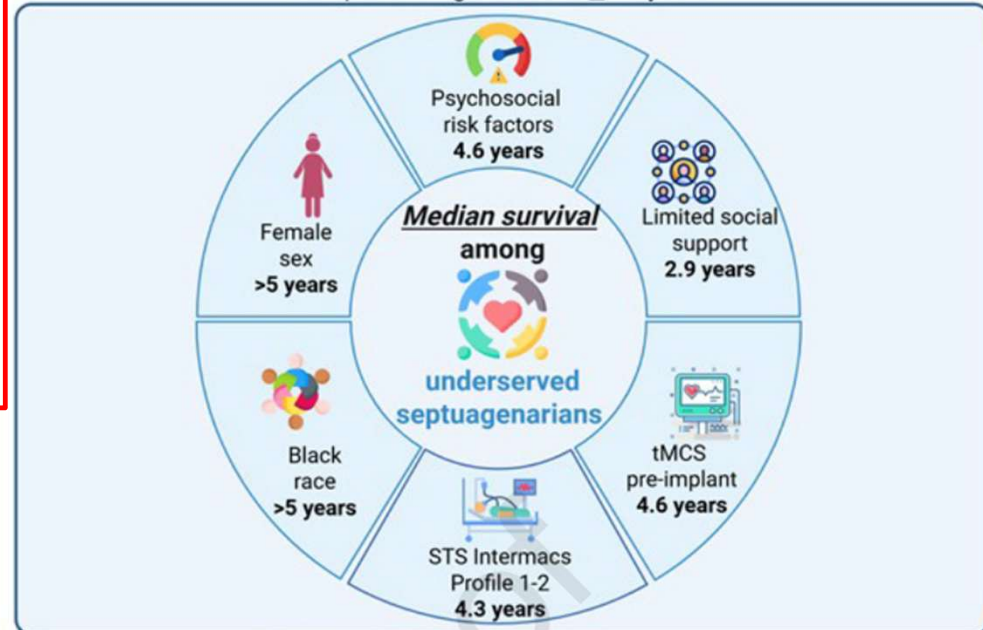 Psychosocial
risk factors
4.6 years
Limited social
support
2.9 years
tMCS
pre-implant
4.6 years
STS Intermacs
Profile 1-2
4.3 years
Black
race
>5 years
Female
sex
>5 years
Median survival
among
underserved
septuagenarians